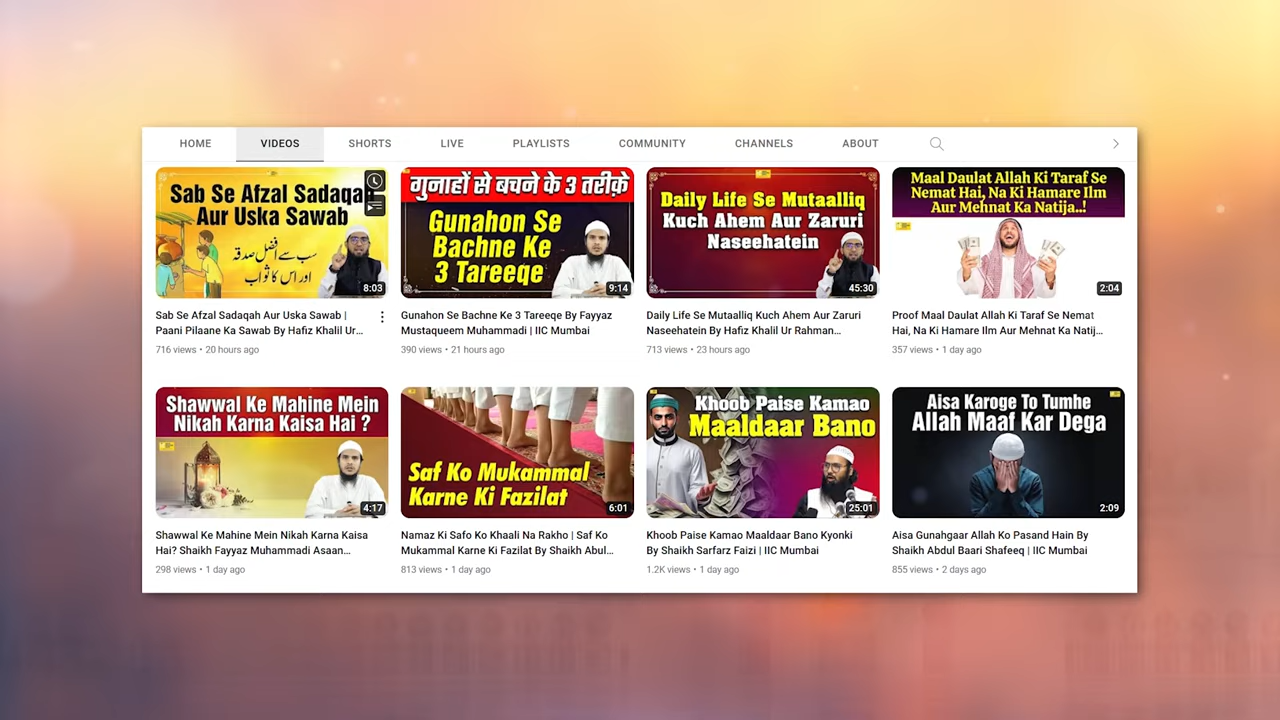 HOME VIDEOS SHORTS LIVE PLAYLISTS COMMUNITY CHANNELS ABOUT
Sab Se Afzal Sadaqah
Aur Uska Sawab
سب سے افضل صدقہ
اور اس کا ثواب
8:03
Sab Se Afzal Sadaqah Aur Uska Sawab |
Paani Pilaane Ka Sawab By Hafiz Khalil Ur...
716 views • 20 hours ago
गुनाहों से बचने के 3 तरीक़े
Gunahon Se
Bachne Ke
3 Tareeqe
9:14
Gunahon Se Bachne Ke 3 Tareeqe By Fayyaz
Mustaqueem Muhammadi | IIC Mumbai
390 views • 21 hours ago
Daily Life Se Mutaalliq
Kuch Ahem Aur Zaruri
Naseehatein
45:30
Daily Life Se Mutaalliq Kuch Ahem Aur Zaruri
Naseehatein By Hafiz Khalil Ur Rahman...
713 views • 23 hours ago
Maal Daulat Allah Ki Taraf Se
Nemat Hai, Na Ki Hamare Ilm
Aur Mehnat Ka Natija..!
2:04
Proof Maal Daulat Allah Ki Taraf Se Nemat
Hai, Na Ki Hamare Ilm Aur Mehnat Ka Natij...
357 views • 1 day ago
Shawwal Ke Mahine Mein
Nikah Karna Kaisa Hai ?
4:17
Shawwal Ke Mahine Mein Nikah Karna Kaisa
Hai? Shaikh Fayyaz Muhammadi Asaan...
298 views • 1 day ago
Saf Ko Mukammal
Karne Ki Fazilat
6:01
Namaz Ki Safo Ko Khaali Na Rakho | Saf Ko
Mukammal Karne Ki Fazilat By Shaikh Abul...
813 views • 1 day ago
Khoob Paise Kamao
Maaldaar Bano
25:01
Khoob Paise Kamao Maaldaar Bano Kyonki
By Shaikh Sarfarz Faizi | IIC Mumbai
1.2K views • 1 day ago
Aisa Karoge To Tumhe
Allah Maaf Kar Dega
2:09
Aisa Gunahgaar Allah Ko Pasand Hain By
Shaikh Abdul Baari Shafeeq | IIC Mumbai
855 views • 2 days ago